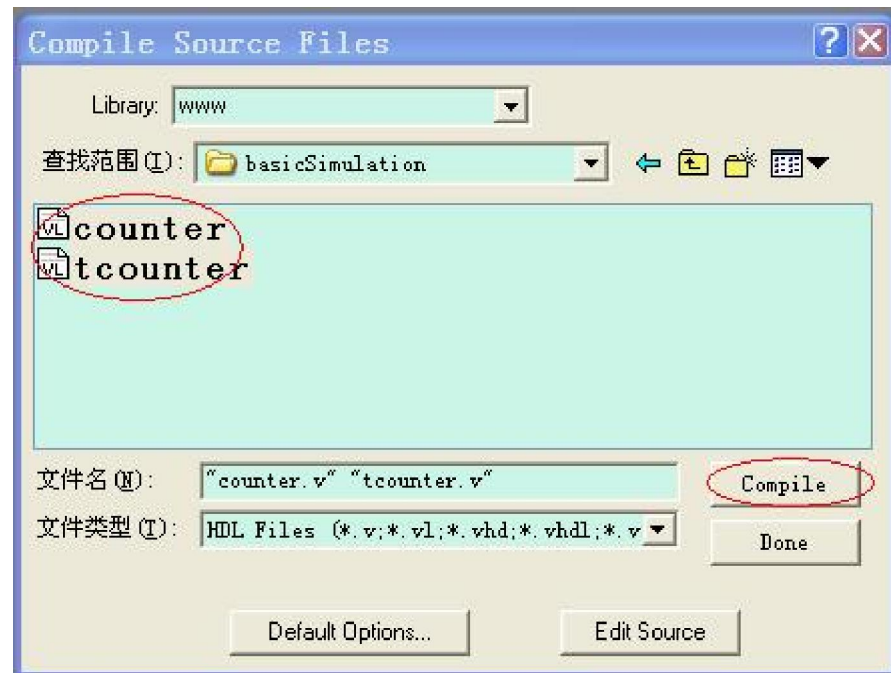 Compile Source Files
Library: www
查找范围(I): basicSimulation
counter
tcounter
文件名(N): "counter.v" "tcounter.v" Compile
文件类型(T): HDL Files (*.v;*.vl;*.vhd;*.vhdl;*.v Done
Default Options... Edit Source